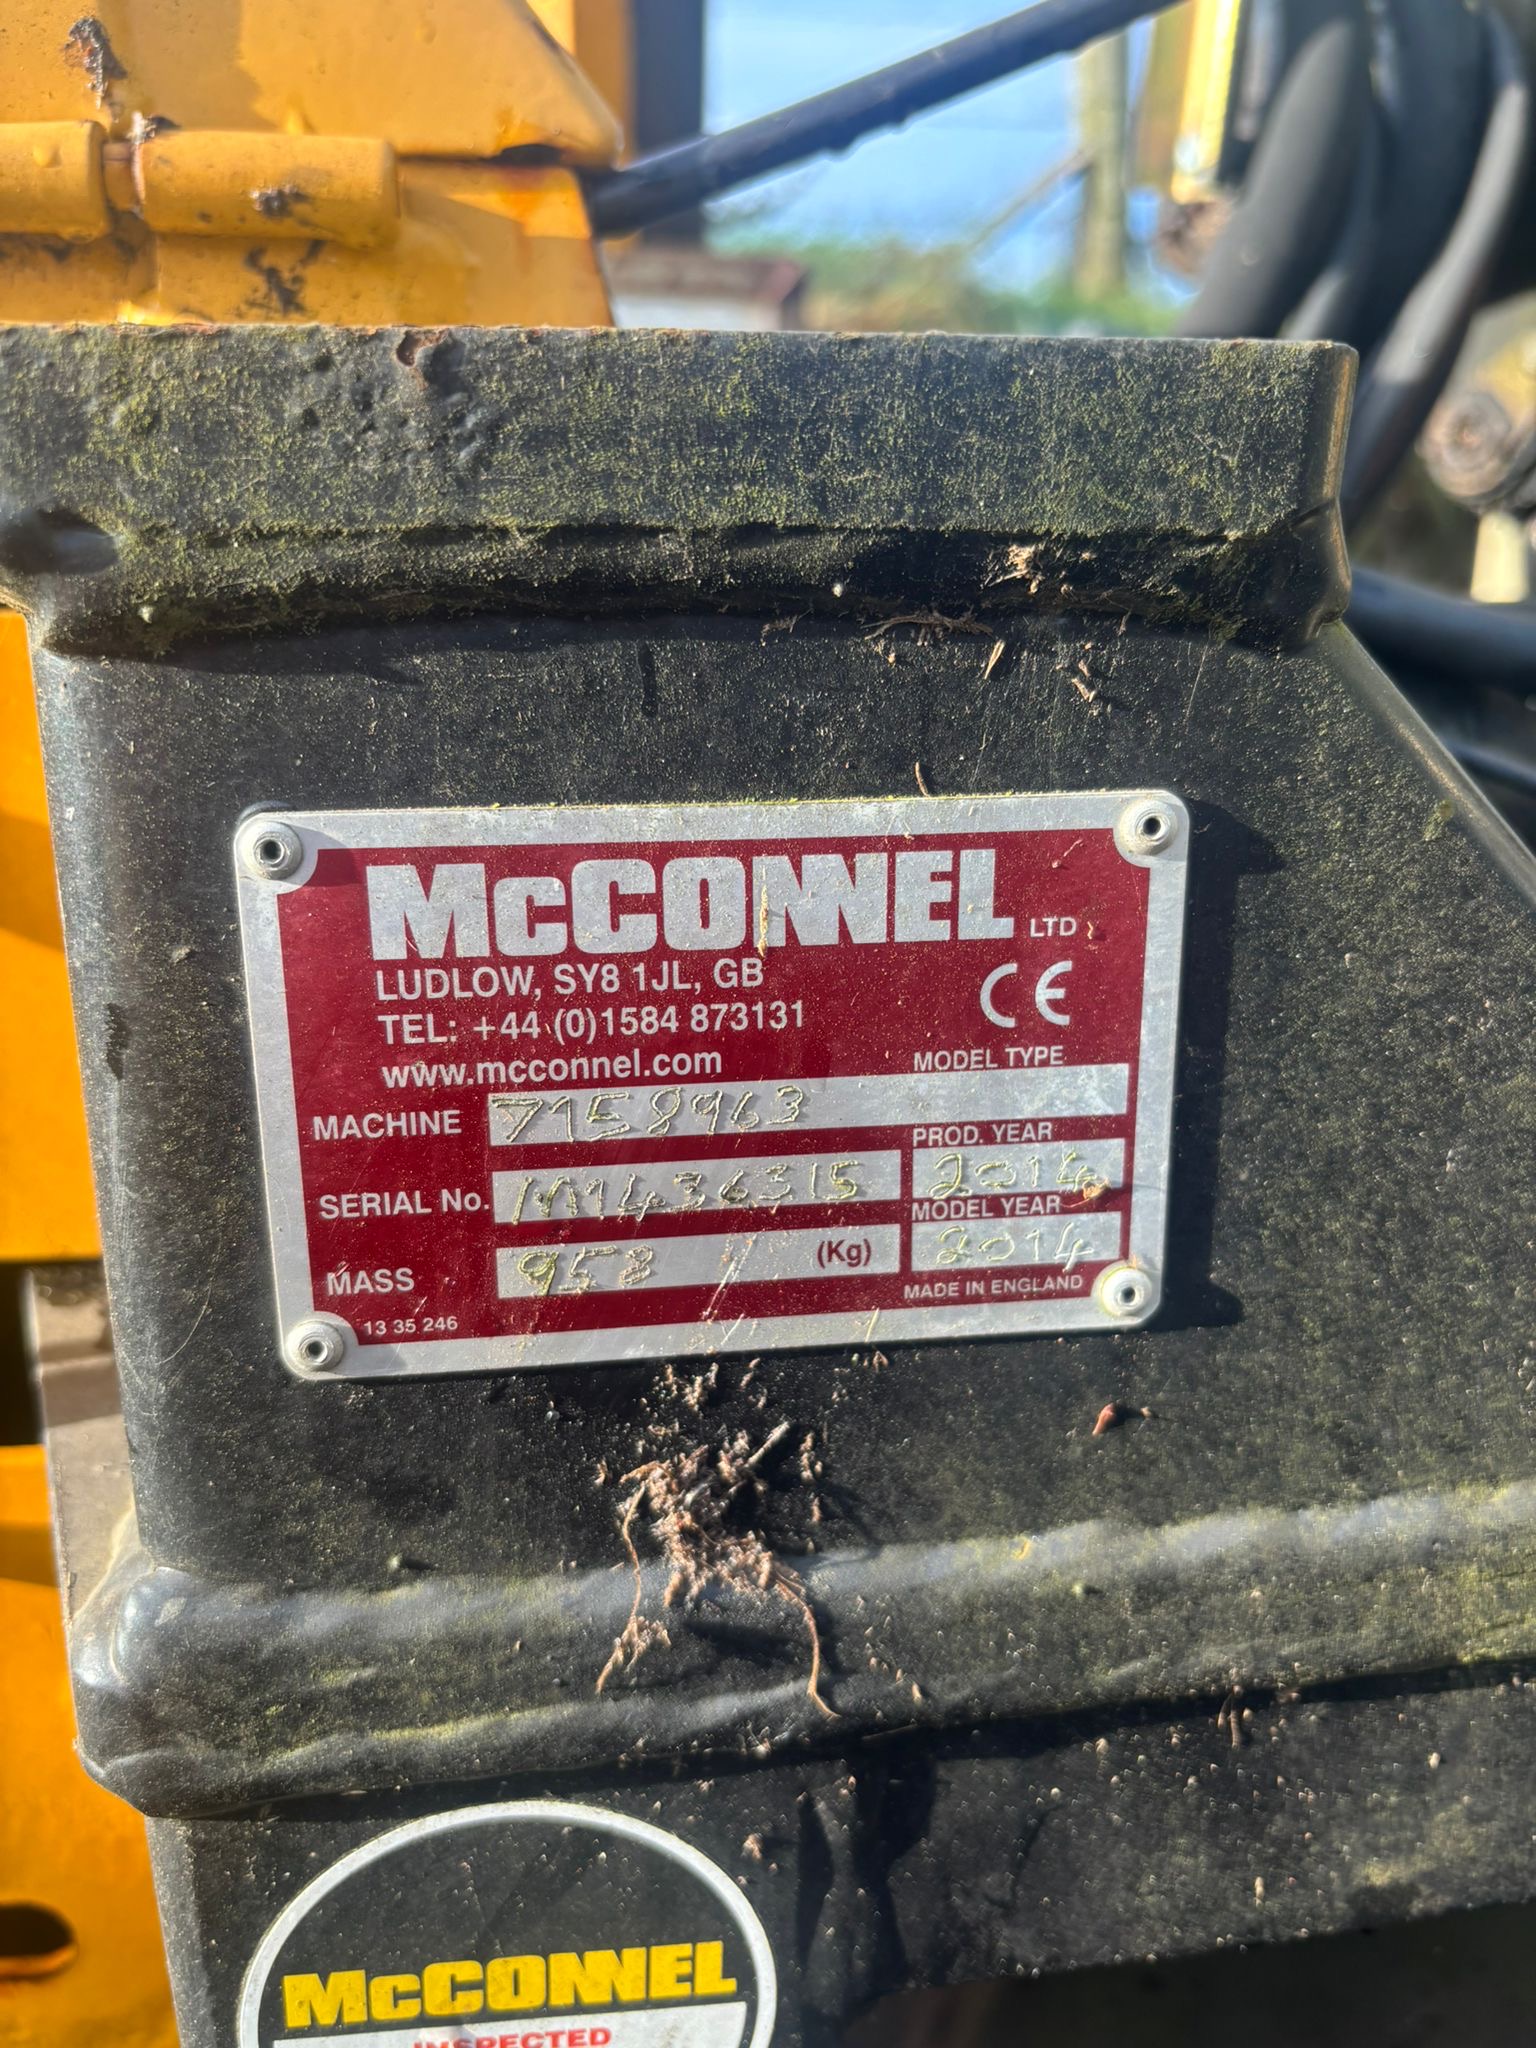 McCONNEL LTD
LUDLOW, SY8 1JL, GB
TEL: +44 (0)1584 873131
CE
www.mcconnel.com
MODEL TYPE
MACHINE 7158963
PROD. YEAR
SERIAL No. M1436315 2014
MODEL YEAR
MASS 958 (Kg) 2014
MADE IN ENGLAND
13 35 246
McCONNEL
INSPECTED